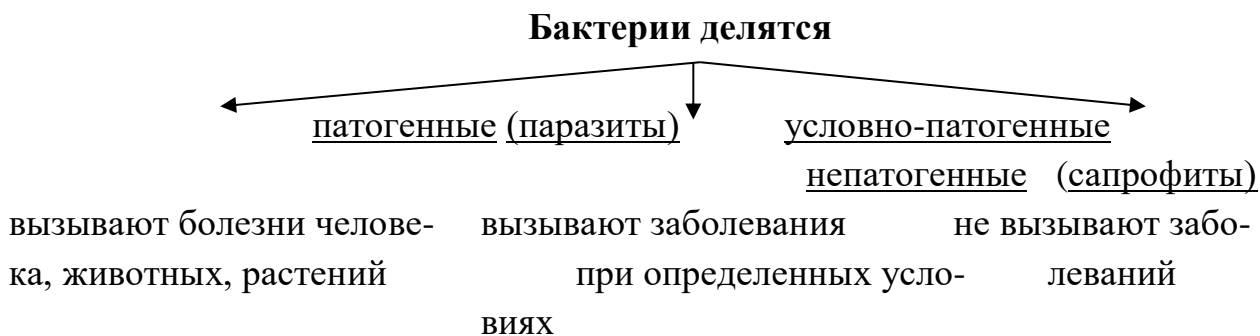 Бактерии делятся
патогенные (паразиты) условно-патогенные
непатогенные (сапрофиты)
вызывают болезни челове- вызывают заболевания не вызывают забо-
ка, животных, растений при определенных усло- леваний
виях